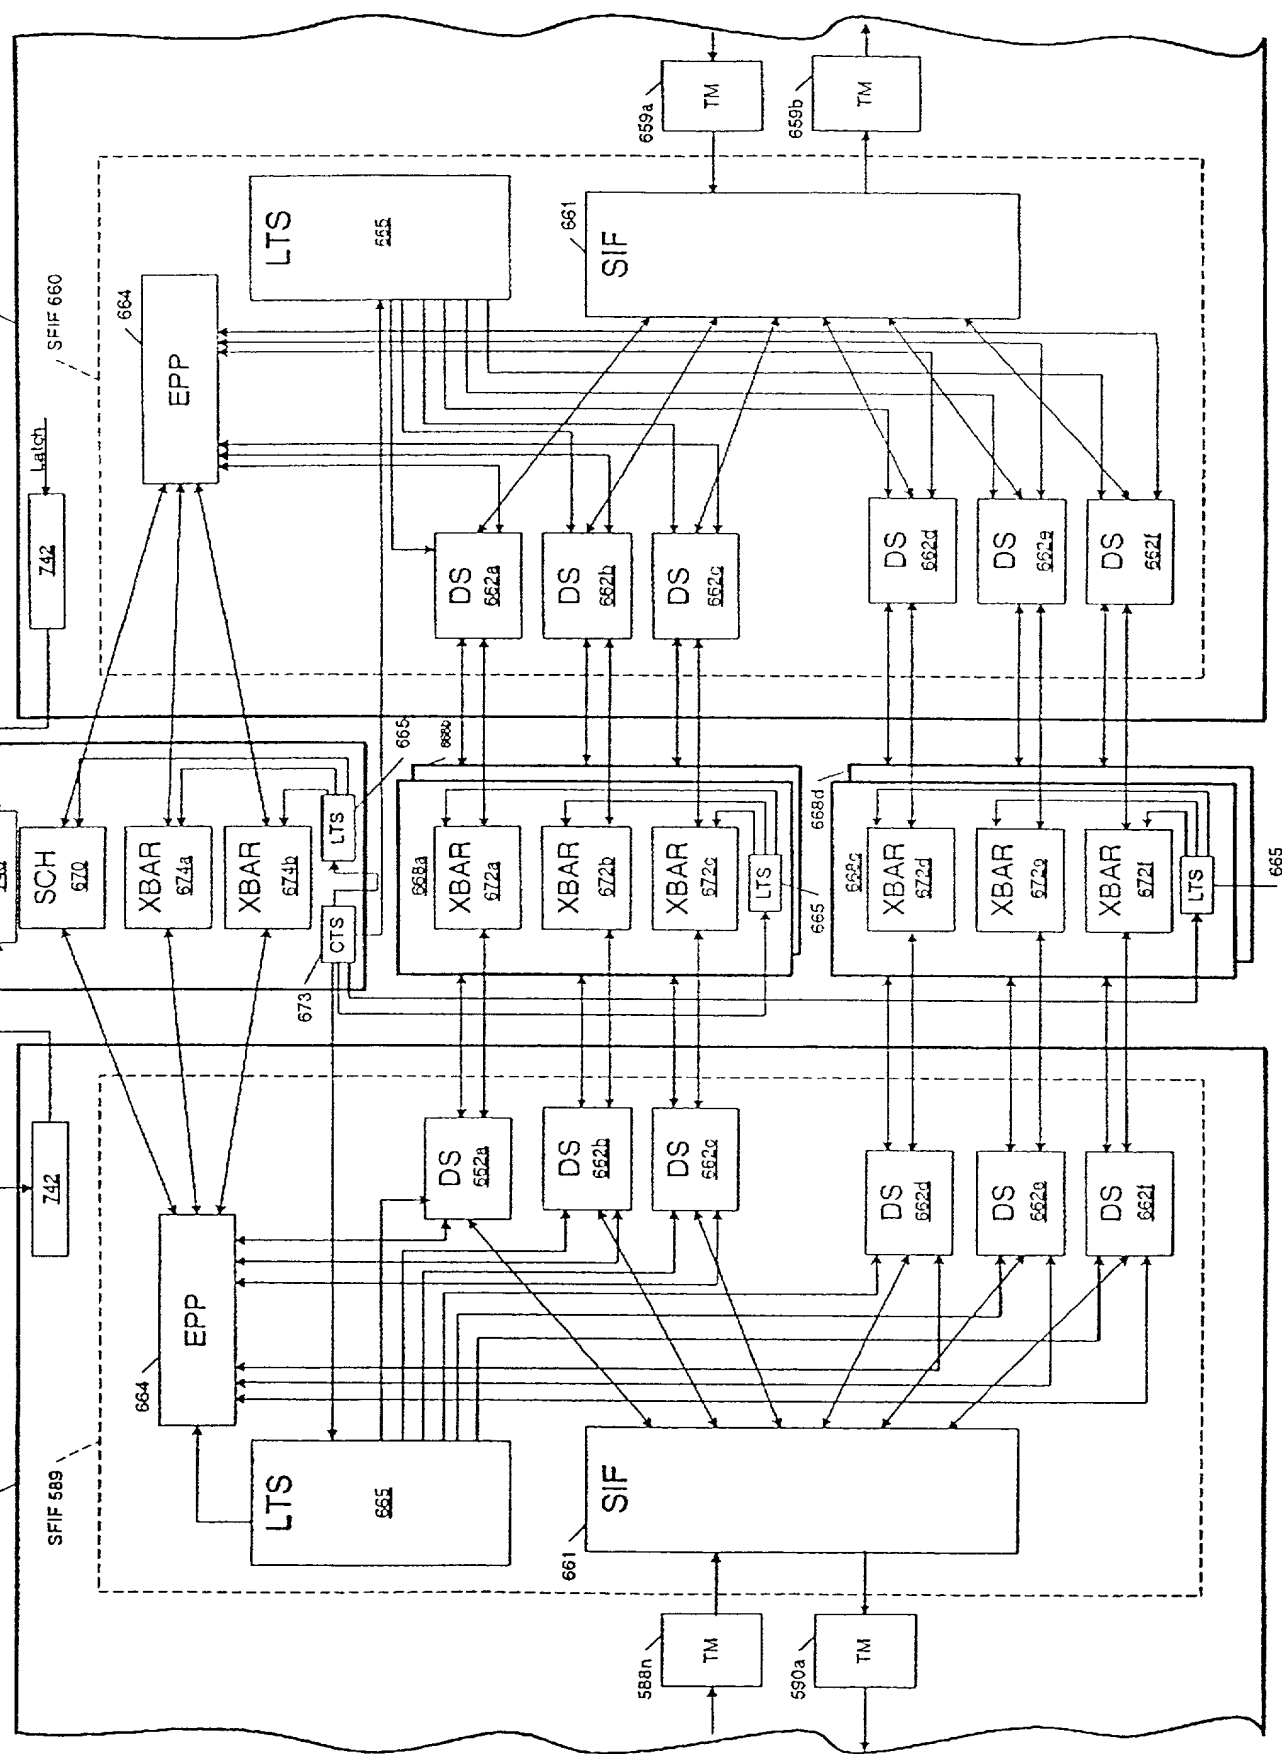 SFIF 589
664
EPP
742
LTS
665
661
SIF
588n
TM
590a
TM
DS
662a
DS
662b
DS
662c
DS
662d
DS
662e
DS
662f
SCH
670
XBAR
674a
XBAR
674b
673
CTS
LTS
665
668a
668b
XBAR
672a
XBAR
672b
XBAR
672c
LTS
665
668c
668d
XBAR
672d
XBAR
672e
XBAR
672f
LTS
665
SFIF 660
742
Latch
664
EPP
LTS
665
661
SIF
659a
TM
659b
TM
DS
662a
DS
662b
DS
662c
DS
662d
DS
662e
DS
662f